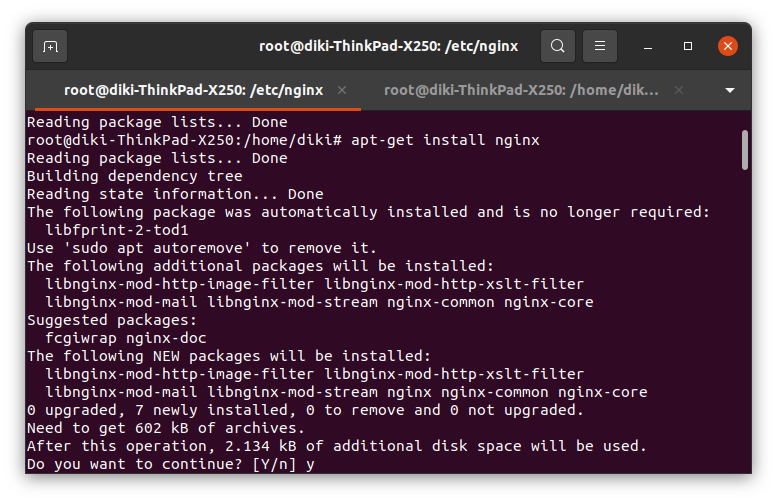 root@diki-ThinkPad-X250: /etc/nginx
root@diki-ThinkPad-X250: /etc/nginx
root@diki-ThinkPad-X250: /home/dik...
Reading package lists... Done
root@diki-ThinkPad-X250:/home/diki# apt-get install nginx
Reading package lists... Done
Building dependency tree
Reading state information... Done
The following package was automatically installed and is no longer required:
  libfprint-2-tod1
Use 'sudo apt autoremove' to remove it.
The following additional packages will be installed:
  libnginx-mod-http-image-filter libnginx-mod-http-xslt-filter
  libnginx-mod-mail libnginx-mod-stream nginx-common nginx-core
Suggested packages:
  fcgiwrap nginx-doc
The following NEW packages will be installed:
  libnginx-mod-http-image-filter libnginx-mod-http-xslt-filter
  libnginx-mod-mail libnginx-mod-stream nginx nginx-common nginx-core
0 upgraded, 7 newly installed, 0 to remove and 0 not upgraded.
Need to get 602 kB of archives.
After this operation, 2.134 kB of additional disk space will be used.
Do you want to continue? [Y/n] y